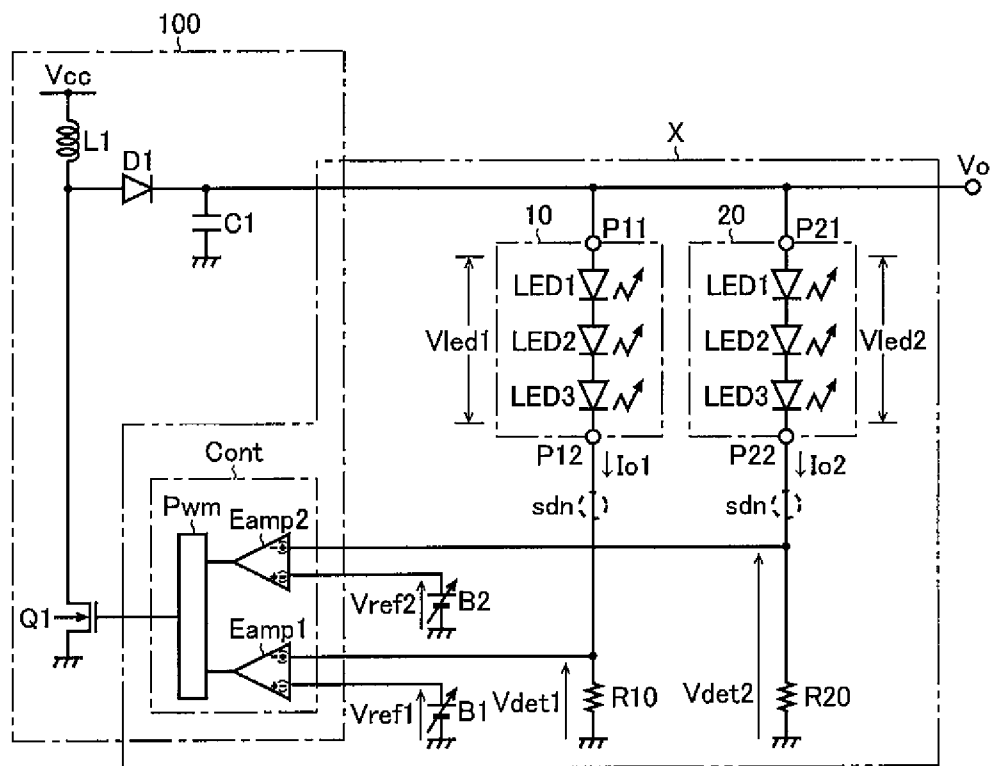 100
Vcc
L1
D1
X
Vo
C1
10
P11
20
P21
LED1
LED1
Vled1
LED2
LED2
Vled2
LED3
LED3
P12
↓Io1
P22
↓Io2
Cont
sdn
sdn
Pwm
Eamp2
Vref2
B2
Q1
Eamp1
Vref1
B1
Vdet1
R10
Vdet2
R20